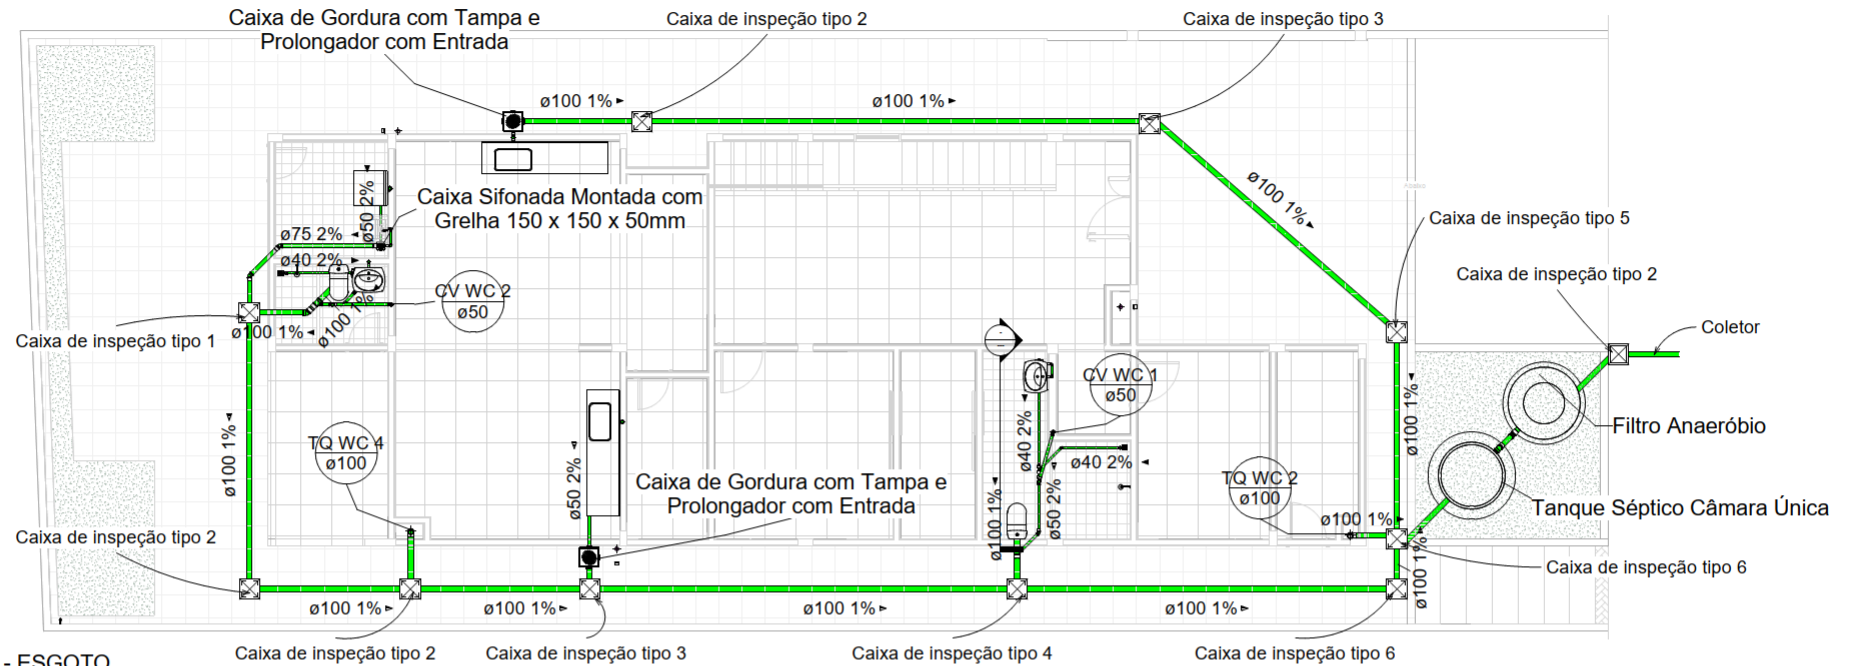 Caixa de Gordura com Tampa e
Prolongador com Entrada
Caixa de inspeção tipo 2
Caixa de inspeção tipo 3
ø100 1%
ø100 1%
ø50 2%
Caixa Sifonada Montada com
Grelha 150 x 150 x 50mm
ø100 1%
Caixa de inspeção tipo 5
ø75 2%
ø40 2%
Caixa de inspeção tipo 2
CV WC 2
ø50
ø100 1%
ø100 1%
Caixa de inspeção tipo 1
Coletor
CV WC 1
ø50
ø100 1%
Filtro Anaeróbio
ø100 1%
TQ WC 4
ø100
ø50 2%
ø40 2%
ø40 2%
Caixa de Gordura com Tampa e
Prolongador com Entrada
TQ WC 2
ø100
Tanque Séptico Câmara Única
ø100 1%
ø50 2%
ø100 1%
Caixa de inspeção tipo 2
Caixa de inspeção tipo 6
ø100 1%
ø100 1%
ø100 1%
ø100 1%
ø100 1%
Caixa de inspeção tipo 2
Caixa de inspeção tipo 3
Caixa de inspeção tipo 4
Caixa de inspeção tipo 6
- ESGOTO